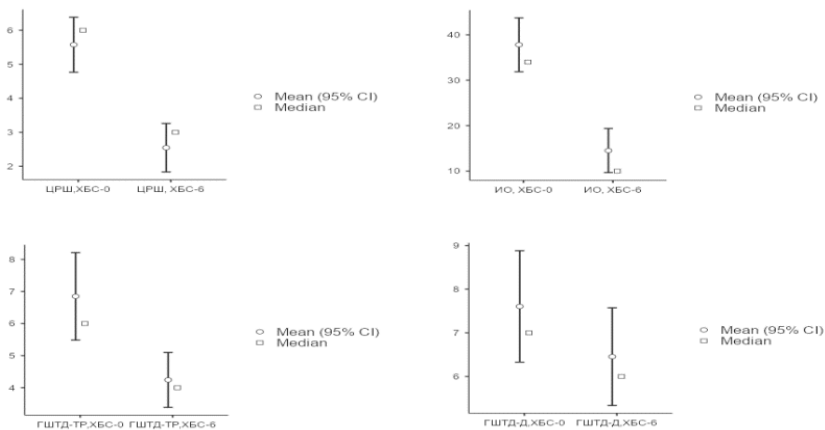 6
5
4
3
2
ЦРШ,ХБС-0 ЦРШ, ХБС-6
Mean (95% CI)
Median
40
30
20
10
ИО, ХБС-0 ИО, ХБС-6
Mean (95% CI)
Median
8
7
6
5
4
ГШТД-ТР,ХБС-0 ГШТД-ТР,ХБС-6
Mean (95% CI)
Median
9
8
7
6
ГШТД-Д,ХБС-0 ГШТД-Д,ХБС-6
Mean (95% CI)
Median